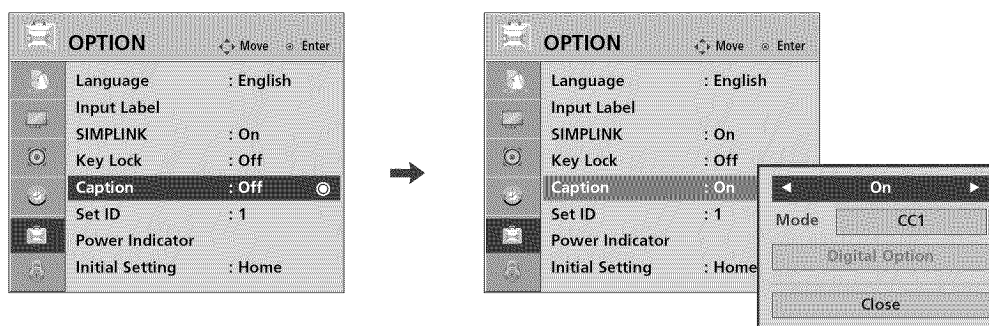 OPTION Move Enter
Language : English
Input Label
SIMPLINK : On
Key Lock : Off
Caption : Off
Set ID : 1
Power Indicator
Initial Setting : Home
OPTION Move Enter
Language : English
Input Label
SIMPLINK : On
Key Lock : Off
Caption : On
Set ID : 1
Power Indicator
Initial Setting : Home
On
Mode CC1
Digital Option
Close